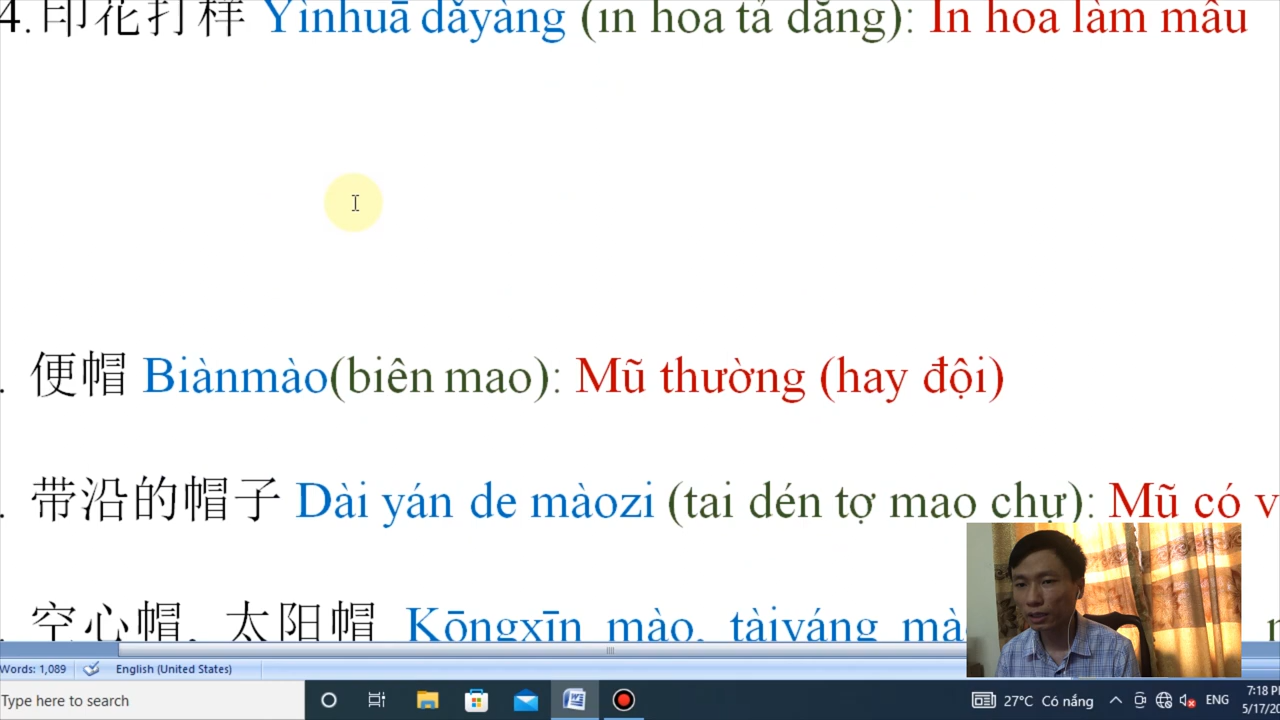 4.印花打样 Yìnhuā dǎyàng (in hoa tả dằng): In hoa làm mẫu
. 便帽 Biànmào(biên mao): Mũ thường (hay đội)
. 带沿的帽子 Dài yán de màozi (tai dén tợ mao chự): Mũ có v
. 空心帽, 太阳帽 Kōngxīn mào, tàiyáng mà
Words: 1,089 English (United States)
Type here to search 27°C Có nắng ENG 7:18 P
5/17/20